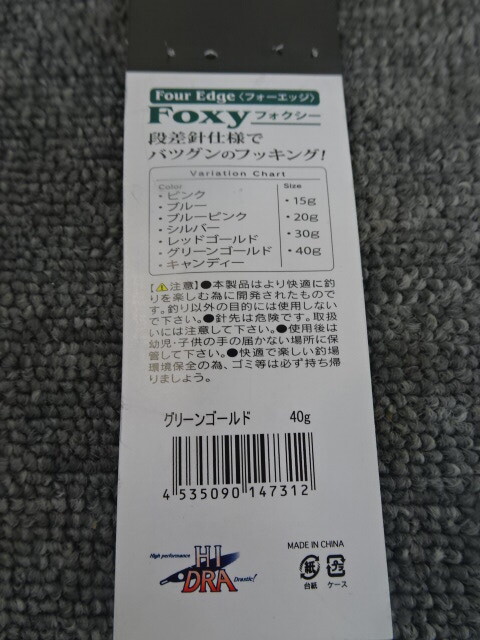 Four Edge〈フォーエッジ〉
Foxyフォクシー
段差針仕様で
バツグンのフッキング!
Variation Chart
Color Size
・ピンク
・ブルー
・ブルーピンク
・シルバー
・レッドゴールド
・グリーンゴールド
・キャンディー
・15g
・20g
・30g
・40g
【⚠注意】●本製品はより快適に釣
りを楽しむ為に開発されたもので
す。釣り以外の目的には使用しない
で下さい。●針先は危険です。取扱
いには注意して下さい。●使用後は
幼児・子供の手の届かない場所に保
管して下さい。●快適で楽しい釣場
環境保全の為、ゴミ等は必ず持ち帰
りましょう。
グリーンゴールド 40g
4 535090 147312
High performance
HI
DRA
Drastic!
MADE IN CHINA
紙 プラ
台紙 ケース